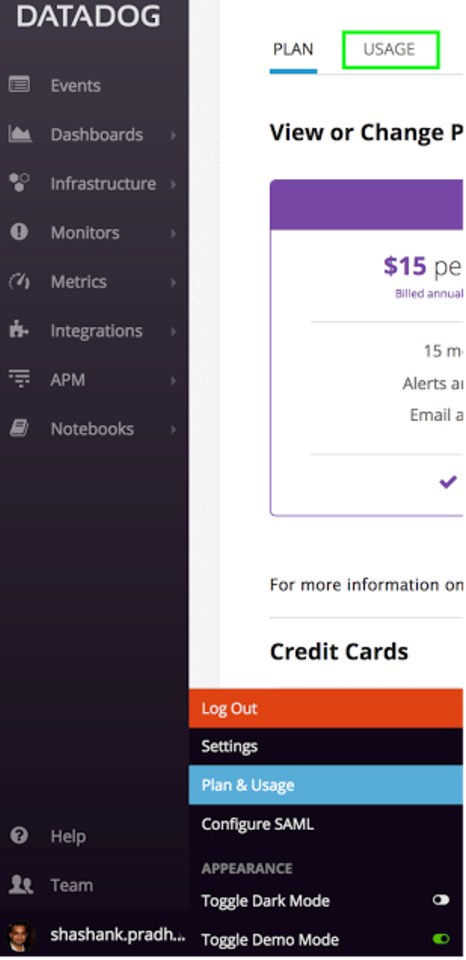 DATADOG
Events
Dashboards
Infrastructure
Monitors
Metrics
Integrations
APM
Notebooks
Help
Team
shashank.pradh...
PLAN USAGE
View or Change P
$15 pe
Billed annual
15 m
Alerts a
Email a
For more information on
Credit Cards
Log Out
Settings
Plan & Usage
Configure SAML
APPEARANCE
Toggle Dark Mode
Toggle Demo Mode